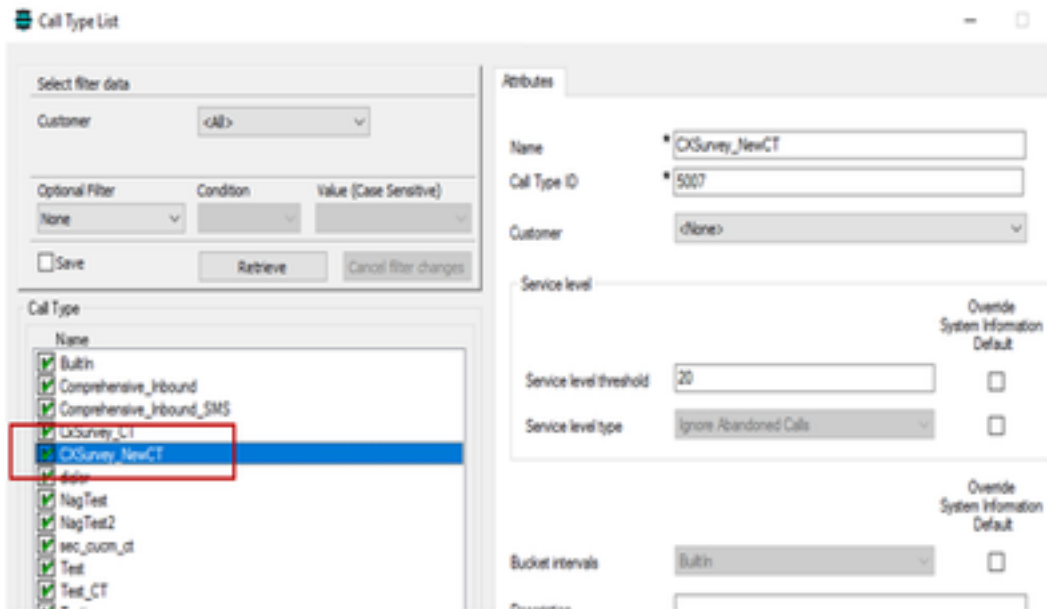 Call Type List
Select filter data
Customer
<All>
Optional Filter
Condition
Value (Case Sensitive)
None
Save
Retrieve
Cancel filter changes
Call Type
Name
BuiltIn
Comprehensive_Inbound
Comprehensive_Inbound_SMS
CxSurvey_CT
CXSurvey_NewCT
dialer
NagTest
NagTest2
sec_cucm_ct
Test
Test_CT
Attributes
Name * CXSurvey_NewCT
Call Type ID * 5007
Customer <None>
Service level
Override
System Information
Default
Service level threshold 20
Service level type Ignore Abandoned Calls
Override
System Information
Default
Bucket intervals BuiltIn
Description